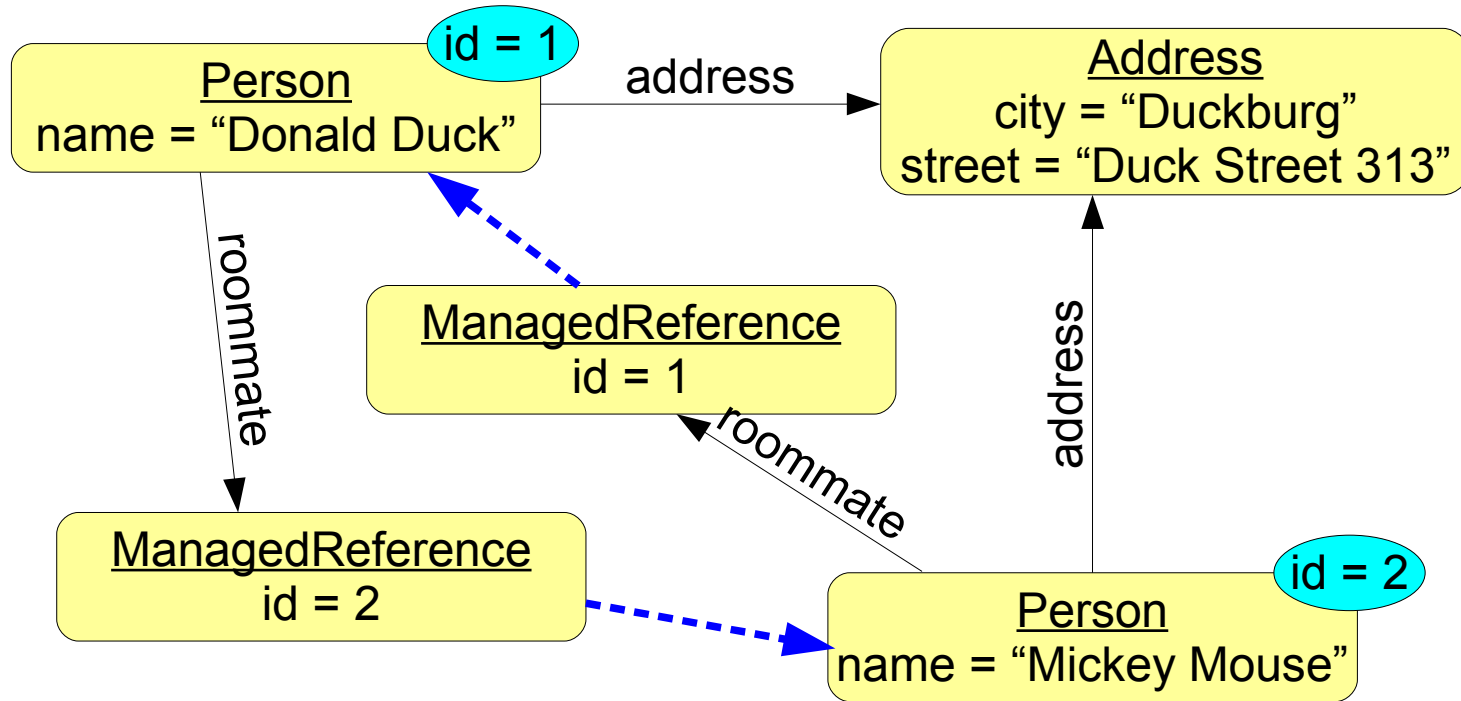 id = 1
Person
name = “Donald Duck”
address
Address
city = “Duckburg”
street = “Duck Street 313”
roommate
ManagedReference
id = 1
address
roommate
ManagedReference
id = 2
id = 2
Person
name = “Mickey Mouse”